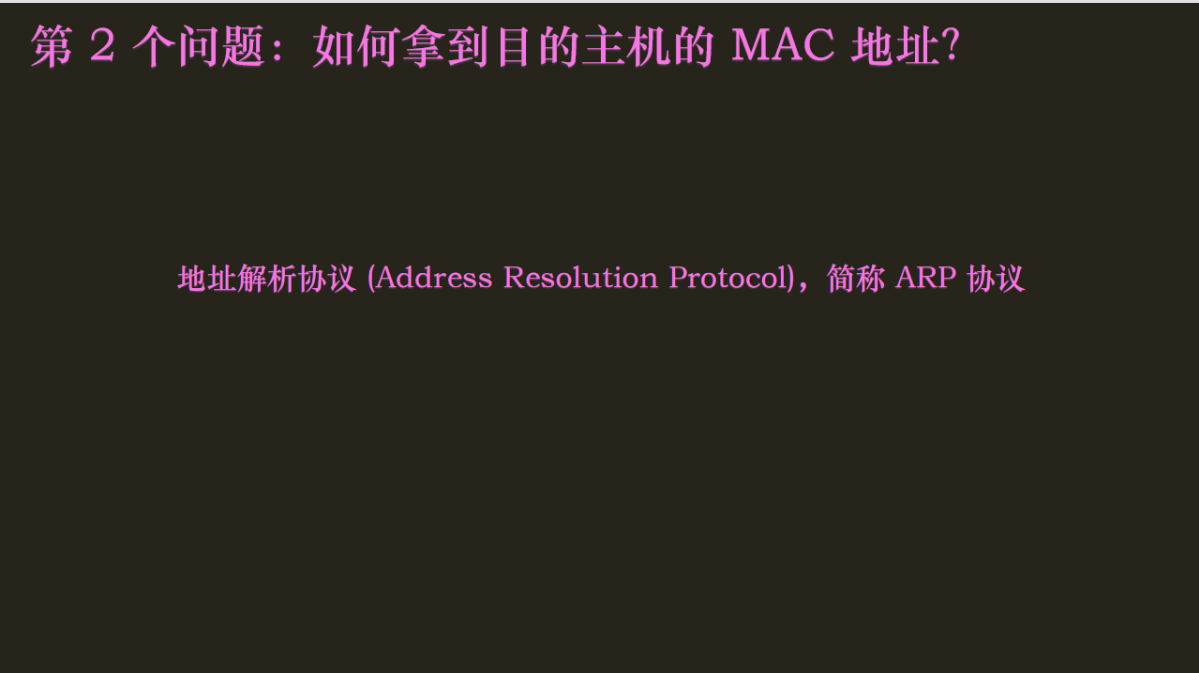 第 2 个问题：如何拿到目的主机的 MAC 地址？
地址解析协议 (Address Resolution Protocol)，简称 ARP 协议